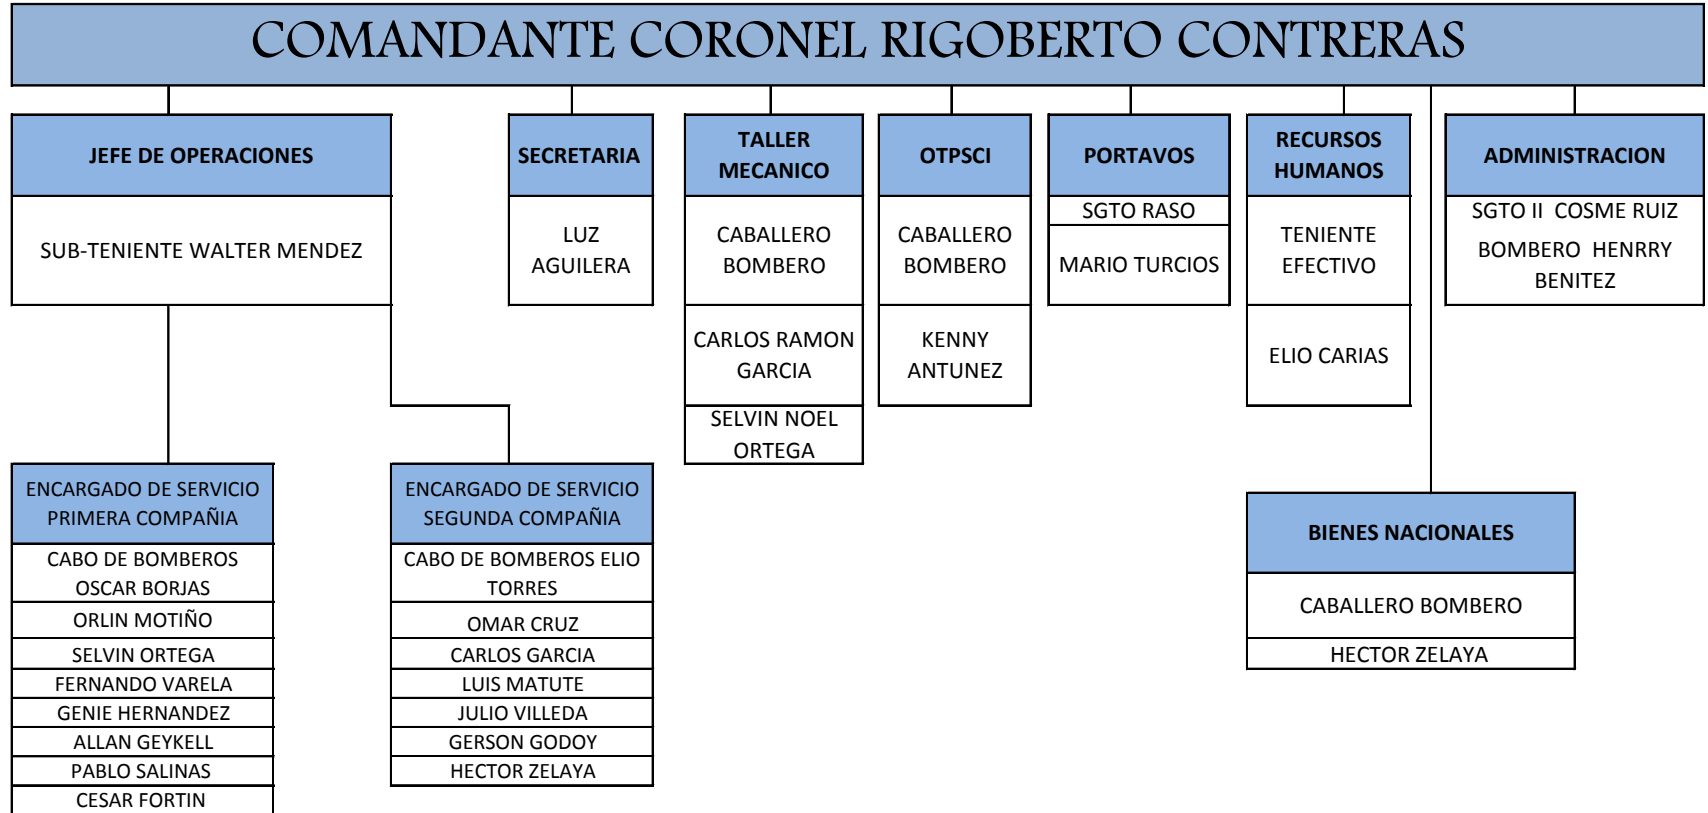 COMANDANTE CORONEL RIGOBERTO CONTRERAS
JEFE DE OPERACIONES
SUB-TENIENTE WALTER MENDEZ
SECRETARIA
LUZ
AGUILERA
TALLER
MECANICO
CABALLERO
BOMBERO
CARLOS RAMON
GARCIA
SELVIN NOEL
ORTEGA
OTPSCI
CABALLERO
BOMBERO
KENNY
ANTUNEZ
PORTAVOS
SGTO RASO
MARIO TURCIOS
RECURSOS
HUMANOS
TENIENTE
EFECTIVO
ELIO CARIAS
ADMINISTRACION
SGTO II  COSME RUIZ
BOMBERO  HENRRY
BENITEZ
ENCARGADO DE SERVICIO
PRIMERA COMPAÑIA
CABO DE BOMBEROS
OSCAR BORJAS
ORLIN MOTIÑO
SELVIN ORTEGA
FERNANDO VARELA
GENIE HERNANDEZ
ALLAN GEYKELL
PABLO SALINAS
CESAR FORTIN
ENCARGADO DE SERVICIO
SEGUNDA COMPAÑIA
CABO DE BOMBEROS ELIO
TORRES
OMAR CRUZ
CARLOS GARCIA
LUIS MATUTE
JULIO VILLEDA
GERSON GODOY
HECTOR ZELAYA
BIENES NACIONALES
CABALLERO BOMBERO
HECTOR ZELAYA